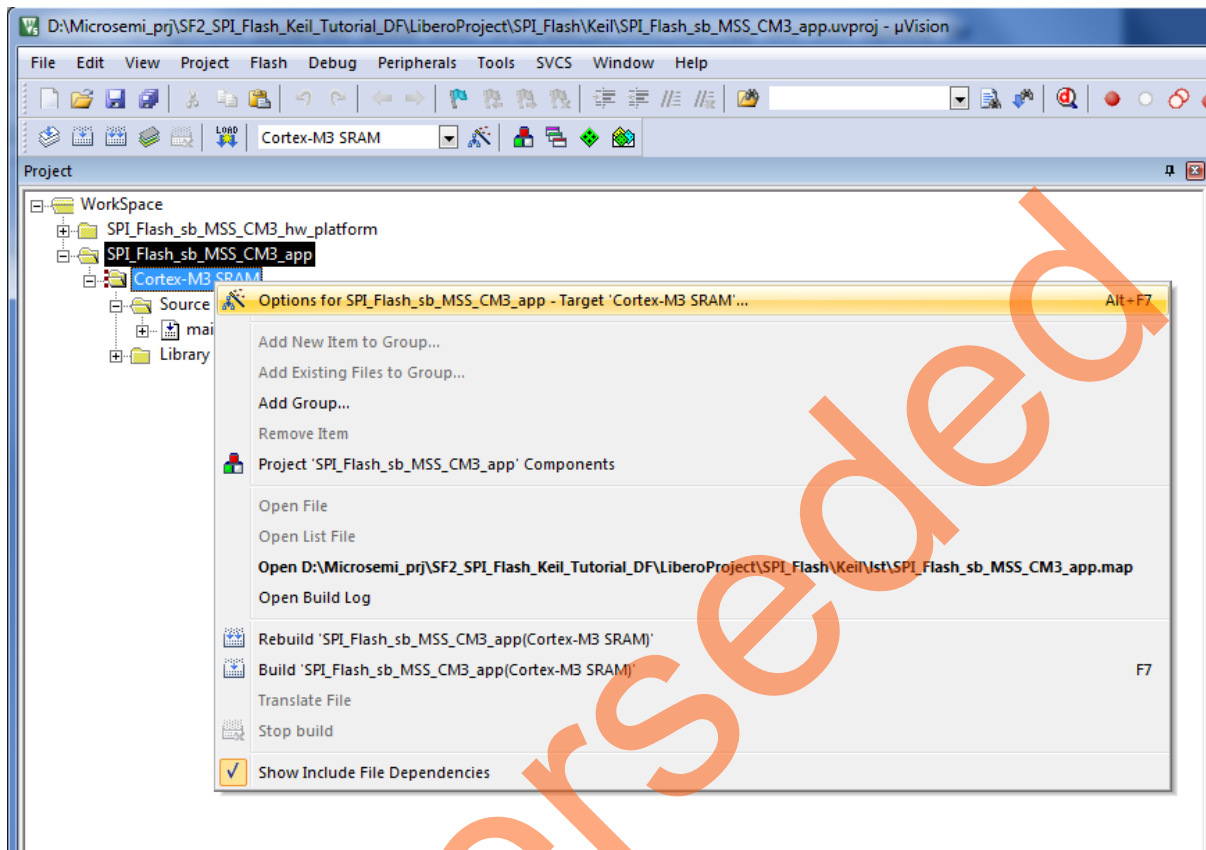 D:\Microsemi_prj\SF2_SPI_Flash_Keil_Tutorial_DF\LiberoProject\SPI_Flash\Keil\SPI_Flash_sb_MSS_CM3_app.uvproj - µVision
File Edit View Project Flash Debug Peripherals Tools SVCS Window Help
LOAD Cortex-M3 SRAM
Project
WorkSpace
SPI_Flash_sb_MSS_CM3_hw_platform
SPI_Flash_sb_MSS_CM3_app
Cortex-M3 SRAM
Source
mai
Library
Options for SPI_Flash_sb_MSS_CM3_app - Target 'Cortex-M3 SRAM'... Alt+F7
Add New Item to Group...
Add Existing Files to Group...
Add Group...
Remove Item
Project 'SPI_Flash_sb_MSS_CM3_app' Components
Open File
Open List File
Open D:\Microsemi_prj\SF2_SPI_Flash_Keil_Tutorial_DF\LiberoProject\SPI_Flash\Keil\lst\SPI_Flash_sb_MSS_CM3_app.map
Open Build Log
Rebuild 'SPI_Flash_sb_MSS_CM3_app(Cortex-M3 SRAM)'
Build 'SPI_Flash_sb_MSS_CM3_app(Cortex-M3 SRAM)' F7
Translate File
Stop build
Show Include File Dependencies
erseded